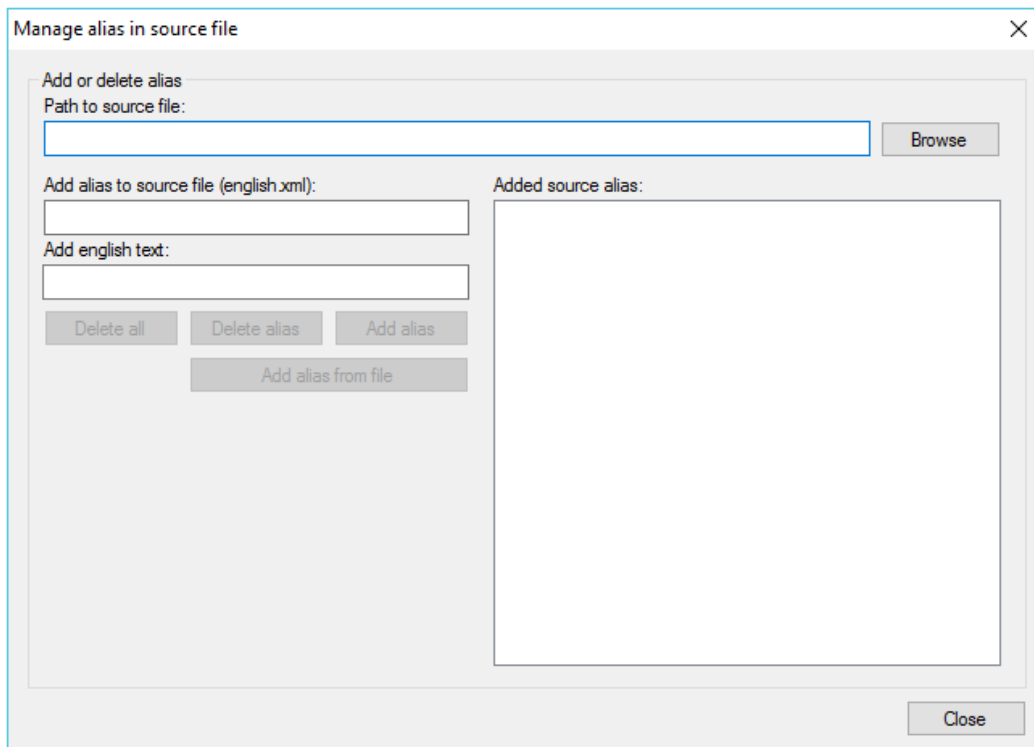 Manage alias in source file
Add or delete alias
Path to source file:
Browse
Add alias to source file (english.xml):
Added source alias:
Add english text:
Delete all
Delete alias
Add alias
Add alias from file
Close